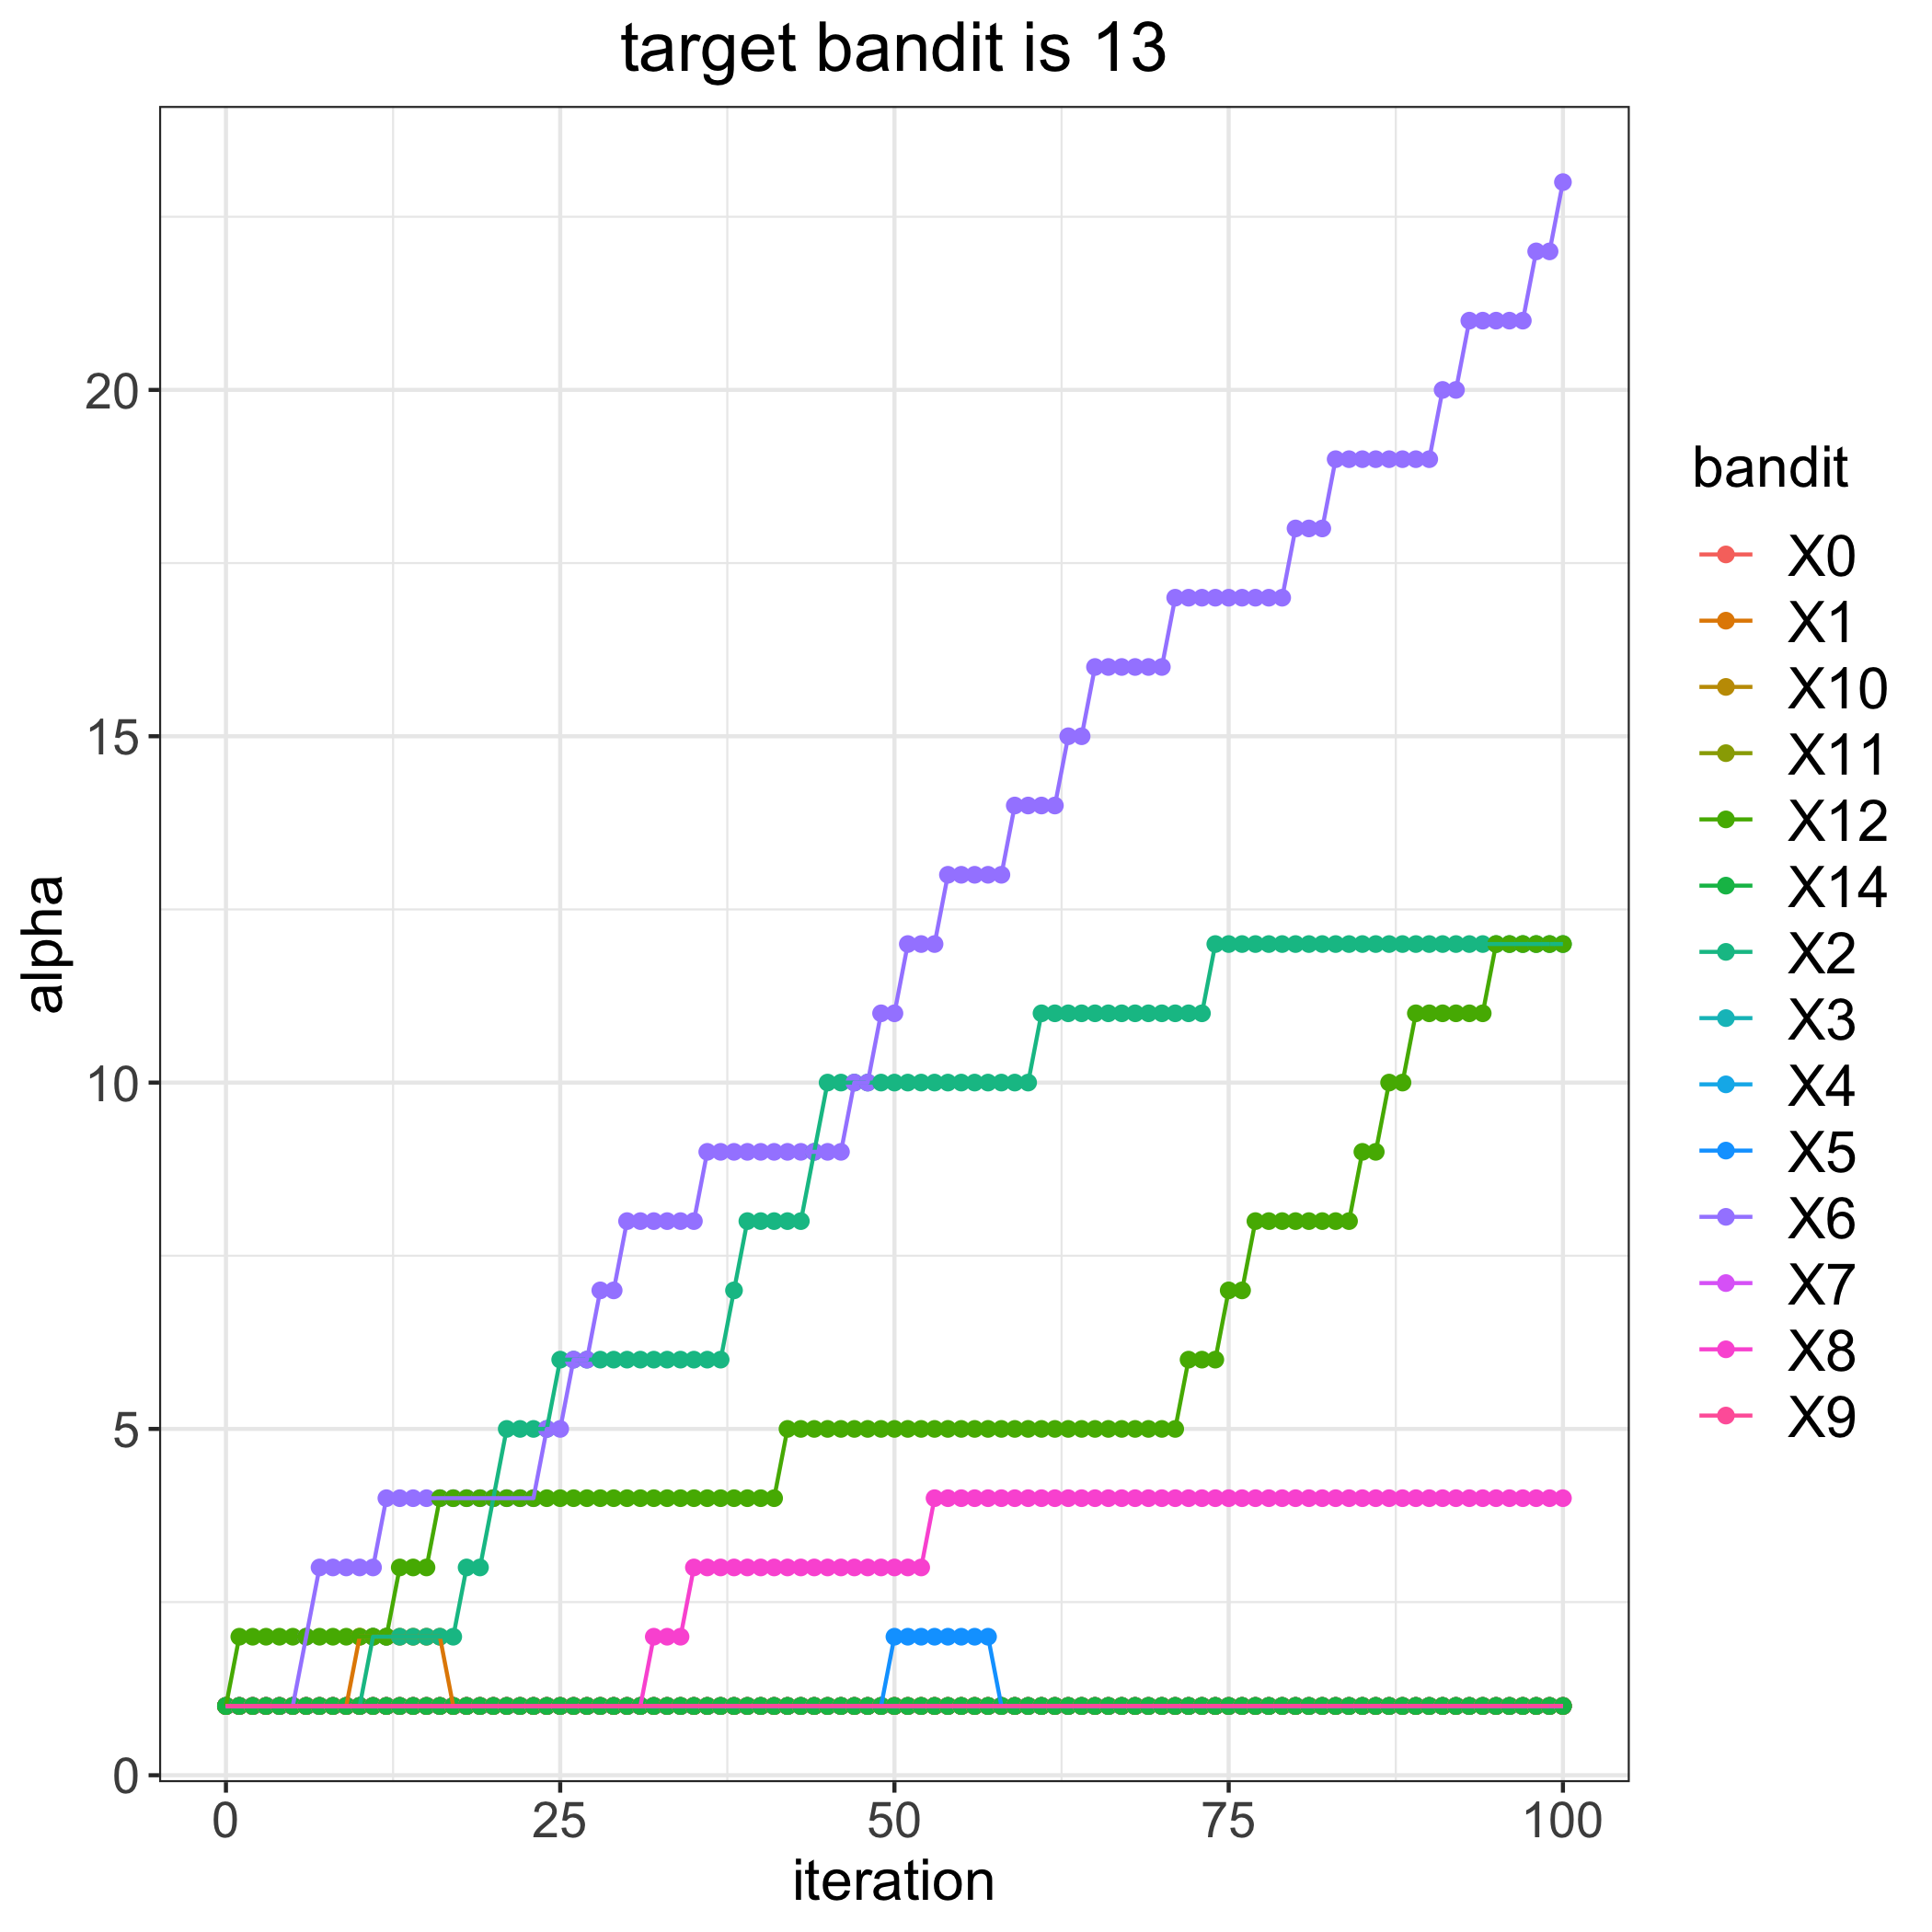 target bandit is 13
20
15
10
5
0
alpha
0 25 50 75 100
iteration
bandit
X0
X1
X10
X11
X12
X14
X2
X3
X4
X5
X6
X7
X8
X9